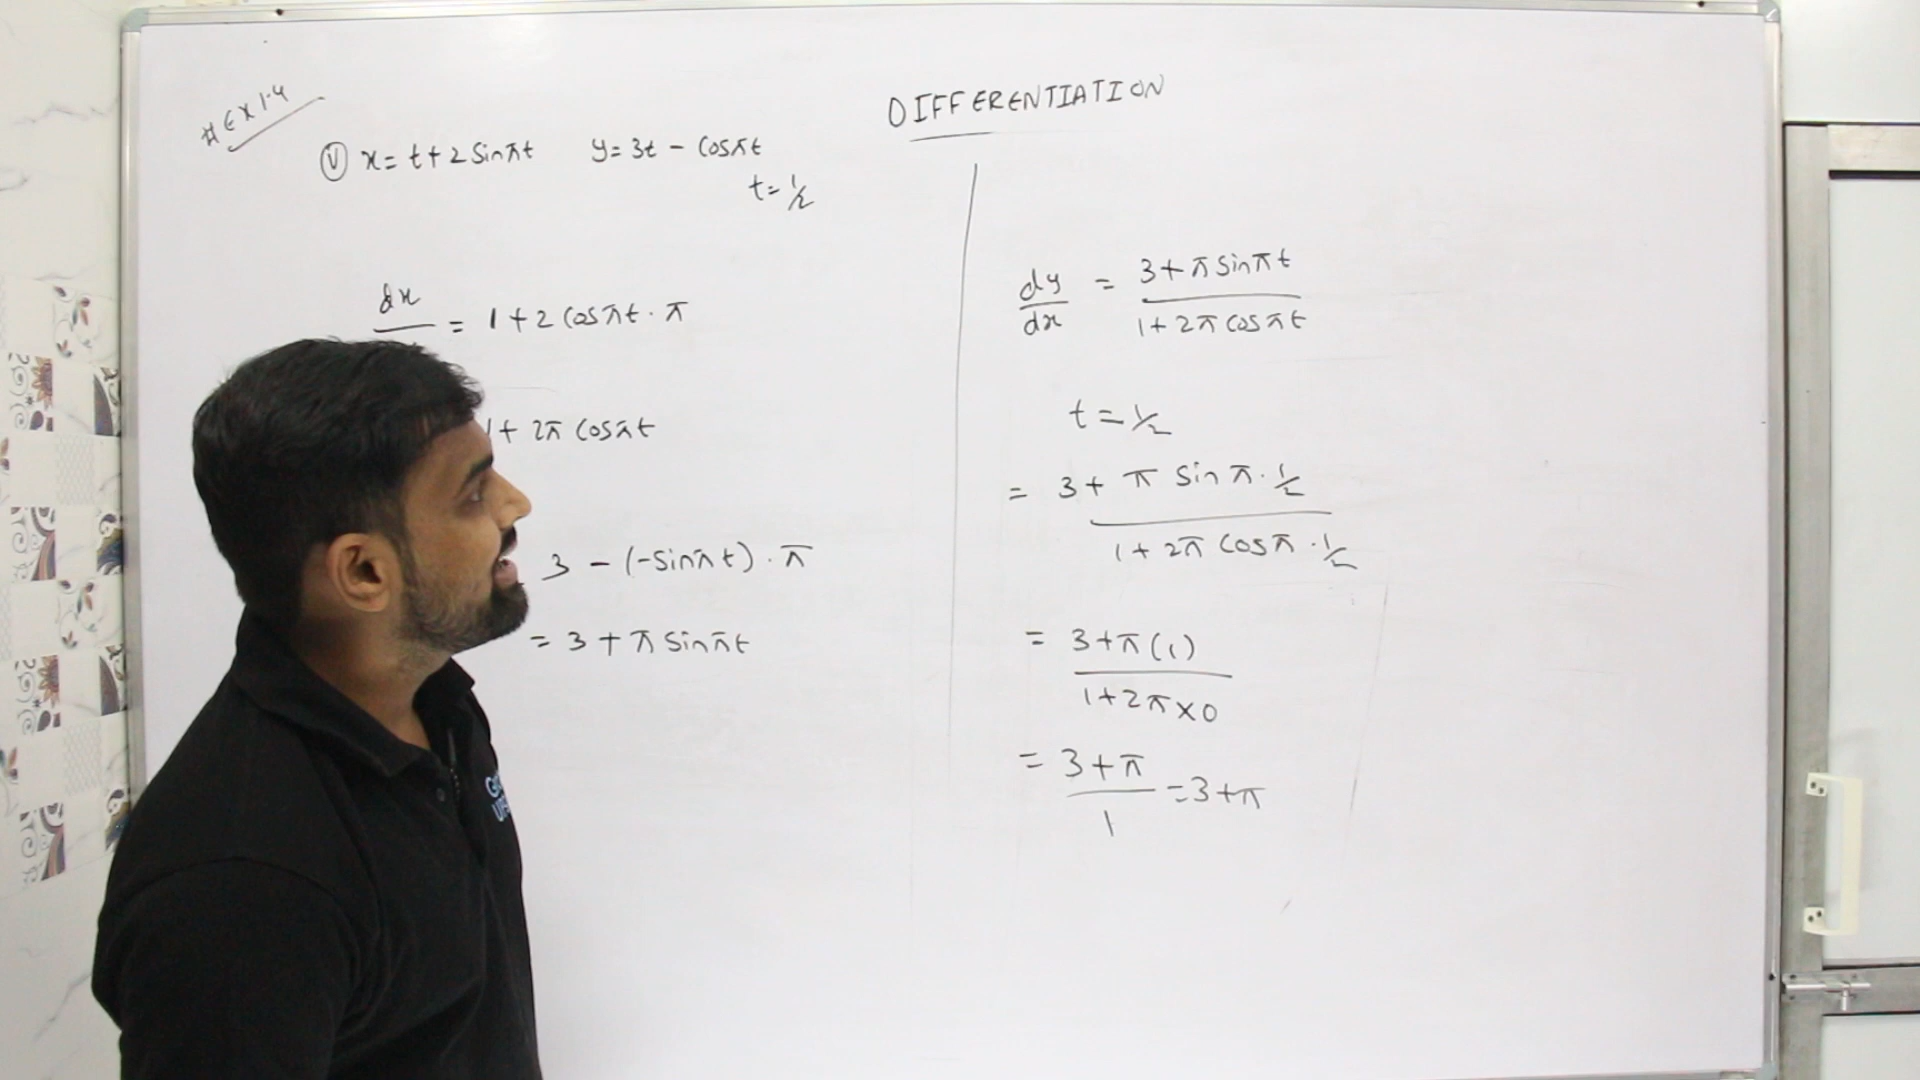 # EX 1.4
DIFFERENTIATION
(V) x = t + 2 Sin πt y = 3t - Cos πt
t = 1/2
dx
= 1 + 2 Cos πt . π
1 + 2π Cos πt
3 - (-Sin πt) . π
= 3 + π Sin πt
dy/dx = 3 + π Sin πt / 1 + 2π Cos πt
t = 1/2
= 3 + π Sin π . 1/2 / 1 + 2π Cos π . 1/2
= 3 + π(1) / 1 + 2π × 0
= 3 + π / 1 = 3 + π